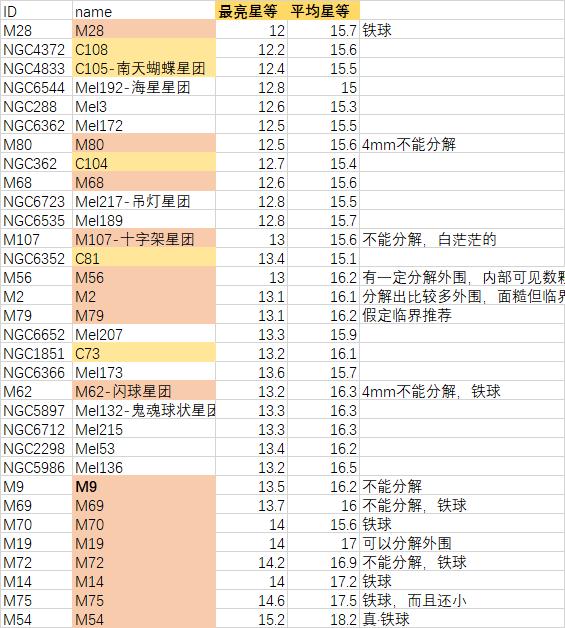 ID name 最亮星等 平均星等
M28 M28 12 15.7 铁球
NGC4372 C108 12.2 15.6
NGC4833 C105-南天蝴蝶星团 12.4 15.5
NGC6544 Mel192-海星星团 12.8 15
NGC288 Mel3 12.6 15.3
NGC6362 Mel172 12.5 15.5
M80 M80 12.5 15.6 4mm不能分解
NGC362 C104 12.7 15.4
M68 M68 12.6 15.6
NGC6723 Mel217-吊灯星团 12.8 15.5
NGC6535 Mel189 12.8 15.7
M107 M107-十字架星团 13 15.6 不能分解，白茫茫的
NGC6352 C81 13.4 15.1
M56 M56 13 16.2 有一定分解外围，内部可见数颗
M2 M2 13.1 16.1 分解出比较多外围，面糙但临界
M79 M79 13.1 16.2 假定临界推荐
NGC6652 Mel207 13.3 15.9
NGC1851 C73 13.2 16.1
NGC6366 Mel173 13.6 15.7
M62 M62-闪球星团 13.2 16.3 4mm不能分解，铁球
NGC5897 Mel132-鬼魂球状星团 13.3 16.3
NGC6712 Mel215 13.3 16.3
NGC2298 Mel53 13.4 16.2
NGC5986 Mel136 13.2 16.5
M9 M9 13.5 16.2 不能分解
M69 M69 13.7 16 不能分解，铁球
M70 M70 14 15.6 铁球
M19 M19 14 17 可以分解外围
M72 M72 14.2 16.9 不能分解，铁球
M14 M14 14 17.2 铁球
M75 M75 14.6 17.5 铁球，而且还小
M54 M54 15.2 18.2 真·铁球